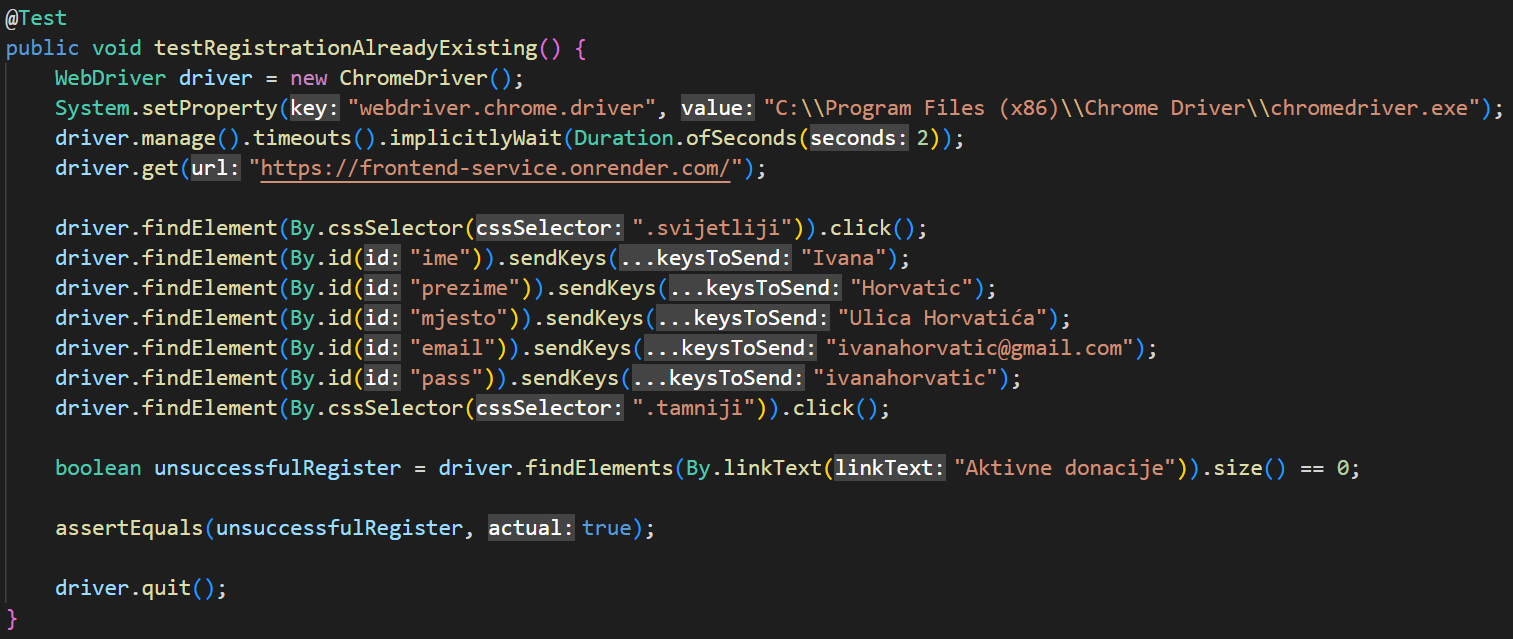 @Test
public void testRegistrationAlreadyExisting() {
    WebDriver driver = new ChromeDriver();
    System.setProperty(key: "webdriver.chrome.driver", value: "C:\\Program Files (x86)\\Chrome Driver\\chromedriver.exe");
    driver.manage().timeouts().implicitlyWait(Duration.ofSeconds(seconds: 2));
    driver.get(url: "https://frontend-service.onrender.com/");

    driver.findElement(By.cssSelector(cssSelector: ".svijetliji")).click();
    driver.findElement(By.id(id: "ime")).sendKeys(...keysToSend: "Ivana");
    driver.findElement(By.id(id: "prezime")).sendKeys(...keysToSend: "Horvatic");
    driver.findElement(By.id(id: "mjesto")).sendKeys(...keysToSend: "Ulica Horvatića");
    driver.findElement(By.id(id: "email")).sendKeys(...keysToSend: "ivanahorvatic@gmail.com");
    driver.findElement(By.id(id: "pass")).sendKeys(...keysToSend: "ivanahorvatic");
    driver.findElement(By.cssSelector(cssSelector: ".tamniji")).click();

    boolean unsuccessfulRegister = driver.findElements(By.linkText(linkText: "Aktivne donacije")).size() == 0;

    assertEquals(unsuccessfulRegister, actual: true);

    driver.quit();
}